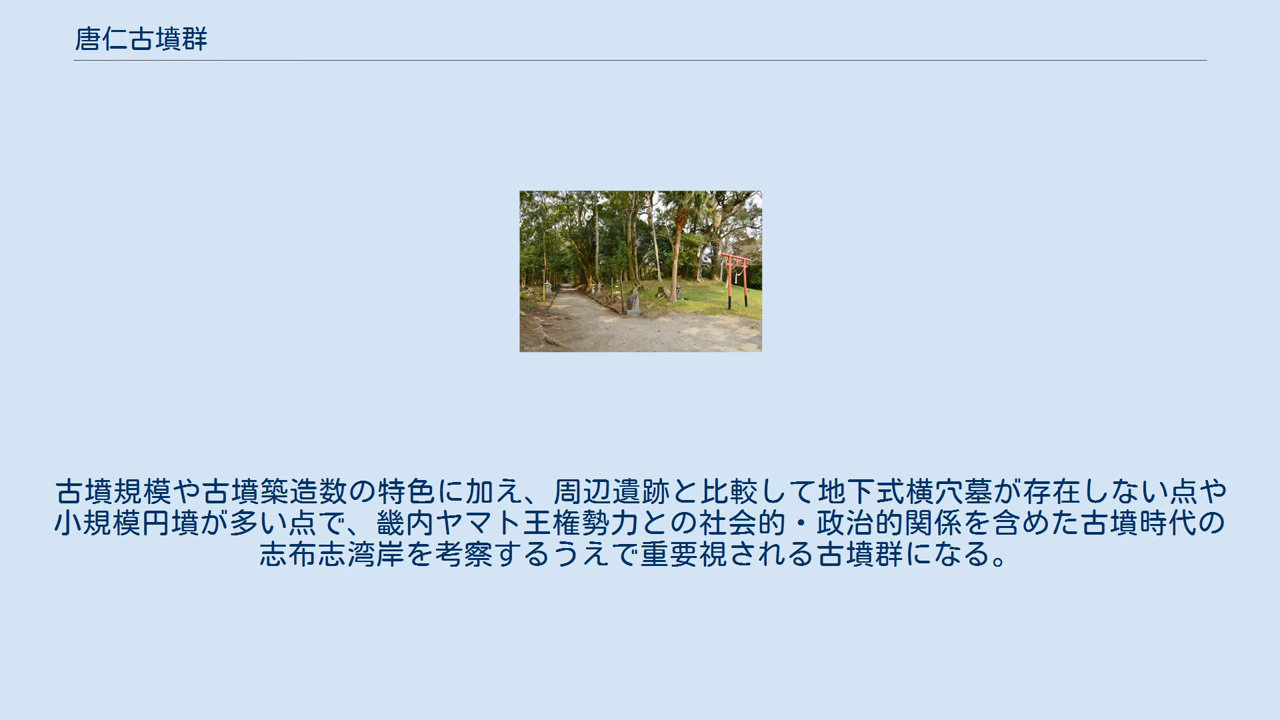 唐仁古墳群
古墳規模や古墳築造数の特色に加え、周辺遺跡と比較して地下式横穴墓が存在しない点や
小規模円墳が多い点で、畿内ヤマト王権勢力との社会的・政治的関係を含めた古墳時代の
志布志湾岸を考察するうえで重要視される古墳群になる。